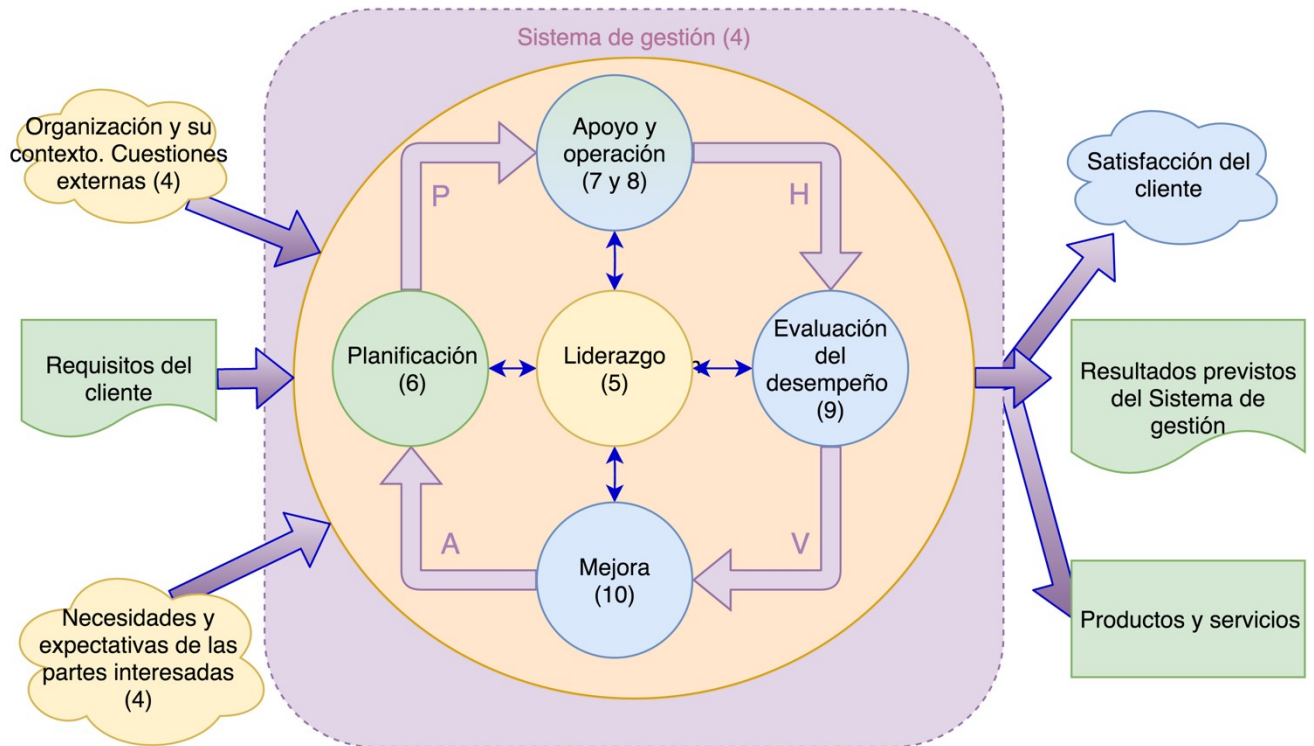 Sistema de gestión (4)
Organización y su
contexto. Cuestiones
externas (4)
Requisitos del
cliente
Necesidades y
expectativas de las
partes interesadas
(4)
Apoyo y
operación
(7 y 8)
P
H
Planificación
(6)
Liderazgo
(5)
Evaluación
del
desempeño
(9)
A
V
Mejora
(10)
Satisfacción del
cliente
Resultados previstos
del Sistema de
gestión
Productos y servicios